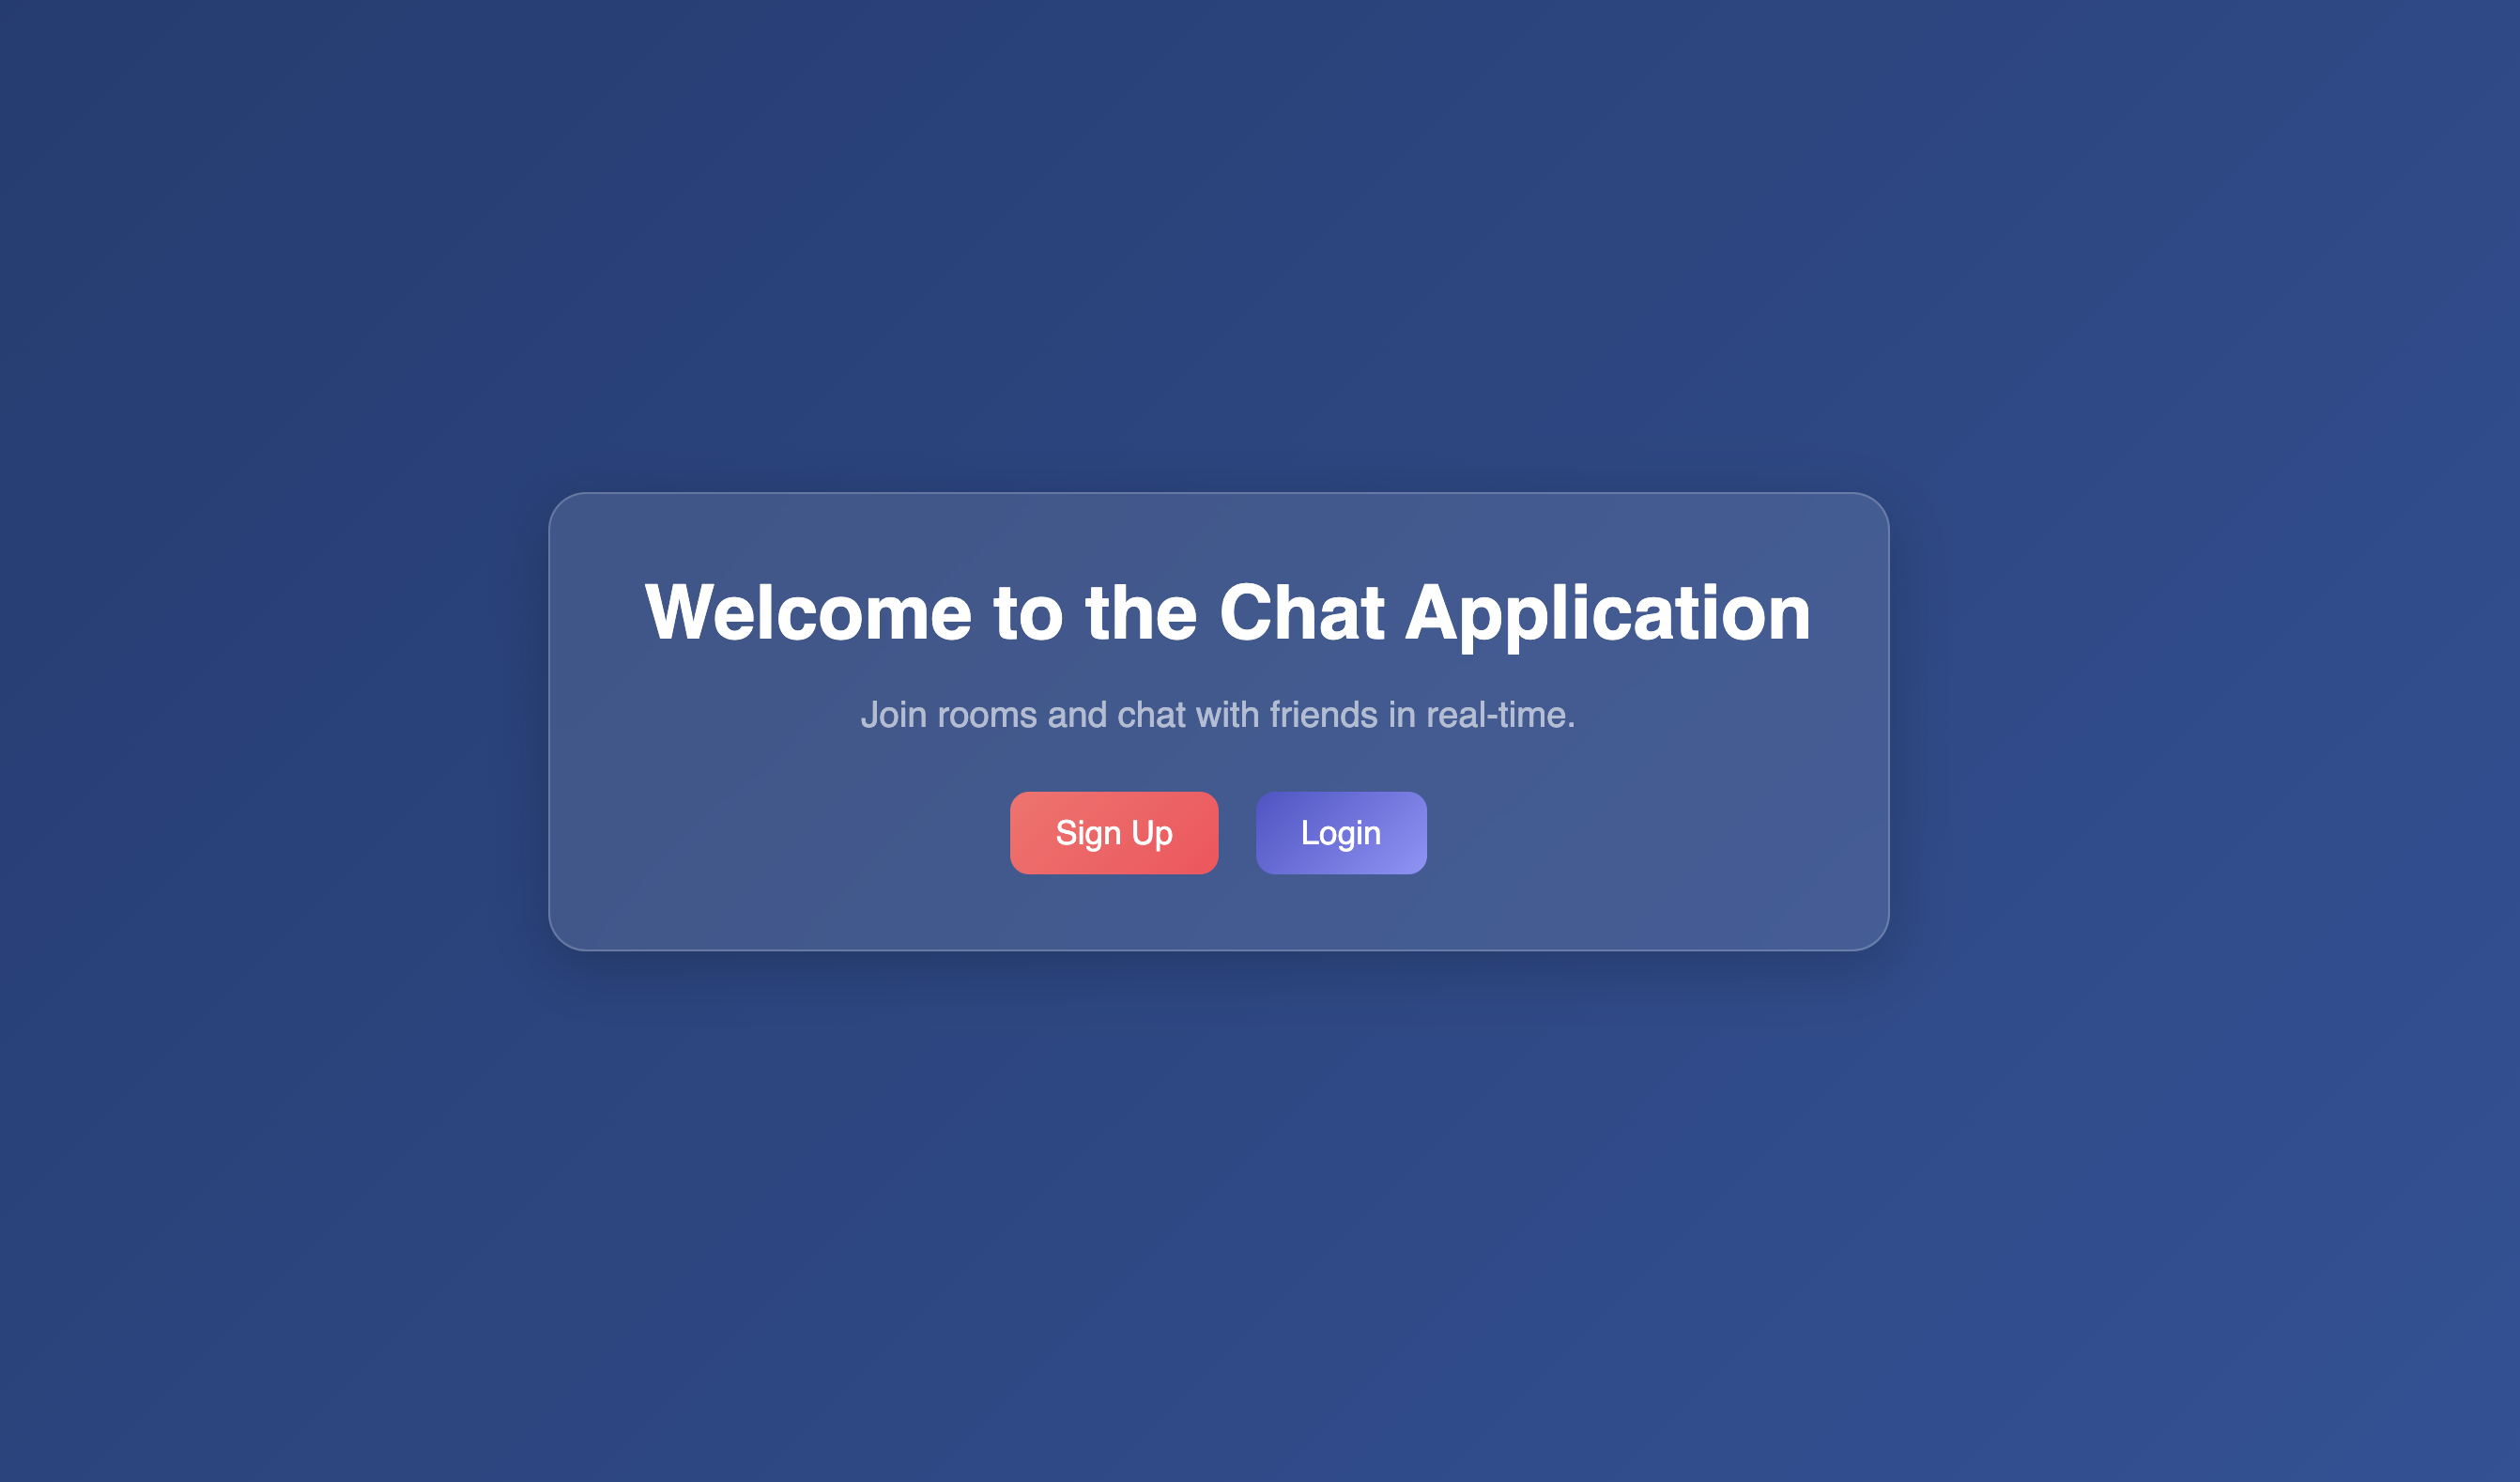 Welcome to the Chat Application
Join rooms and chat with friends in real-time.
Sign Up
Login